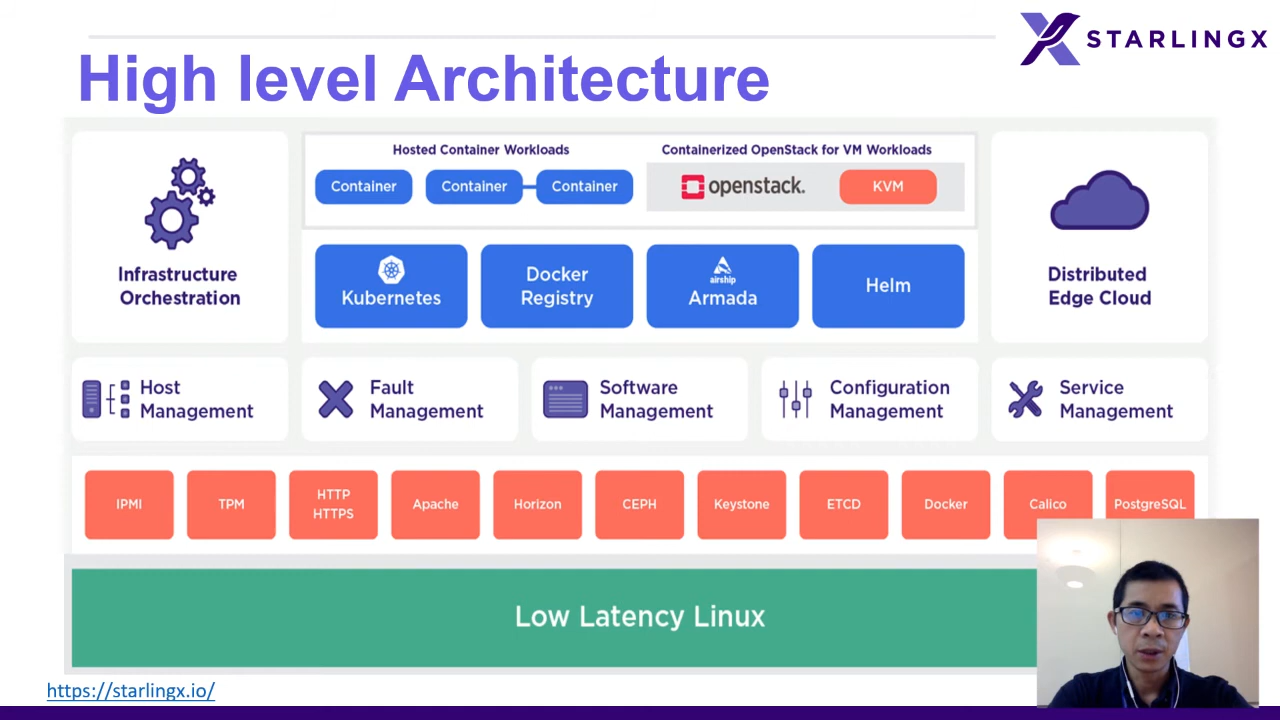 STARLINGX
High level Architecture
Infrastructure
Orchestration
Hosted Container Workloads
Container
Container
Container
Containerized OpenStack for VM Workloads
openstack.
KVM
Kubernetes
Docker
Registry
airship
Armada
Helm
Distributed
Edge Cloud
Host
Management
Fault
Management
Software
Management
Configuration
Management
Service
Management
IPMI
TPM
HTTP
HTTPS
Apache
Horizon
CEPH
Keystone
ETCD
Docker
Calico
PostgreSQL
Low Latency Linux
https://starlingx.io/